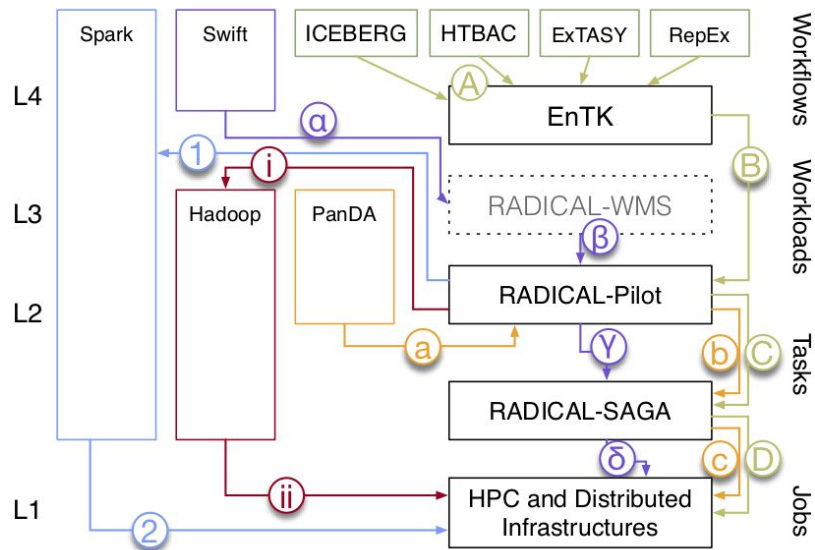 Spark
Swift
ICEBERG
HTBAC
ExTASY
RepEx
Workflows
L4
A
EnTK
α
1
i
B
Workloads
L3
Hadoop
PanDA
RADICAL-WMS
β
RADICAL-Pilot
L2
a
γ
b
C
Tasks
RADICAL-SAGA
δ
c
D
ii
HPC and Distributed
Infrastructures
L1
2
Jobs